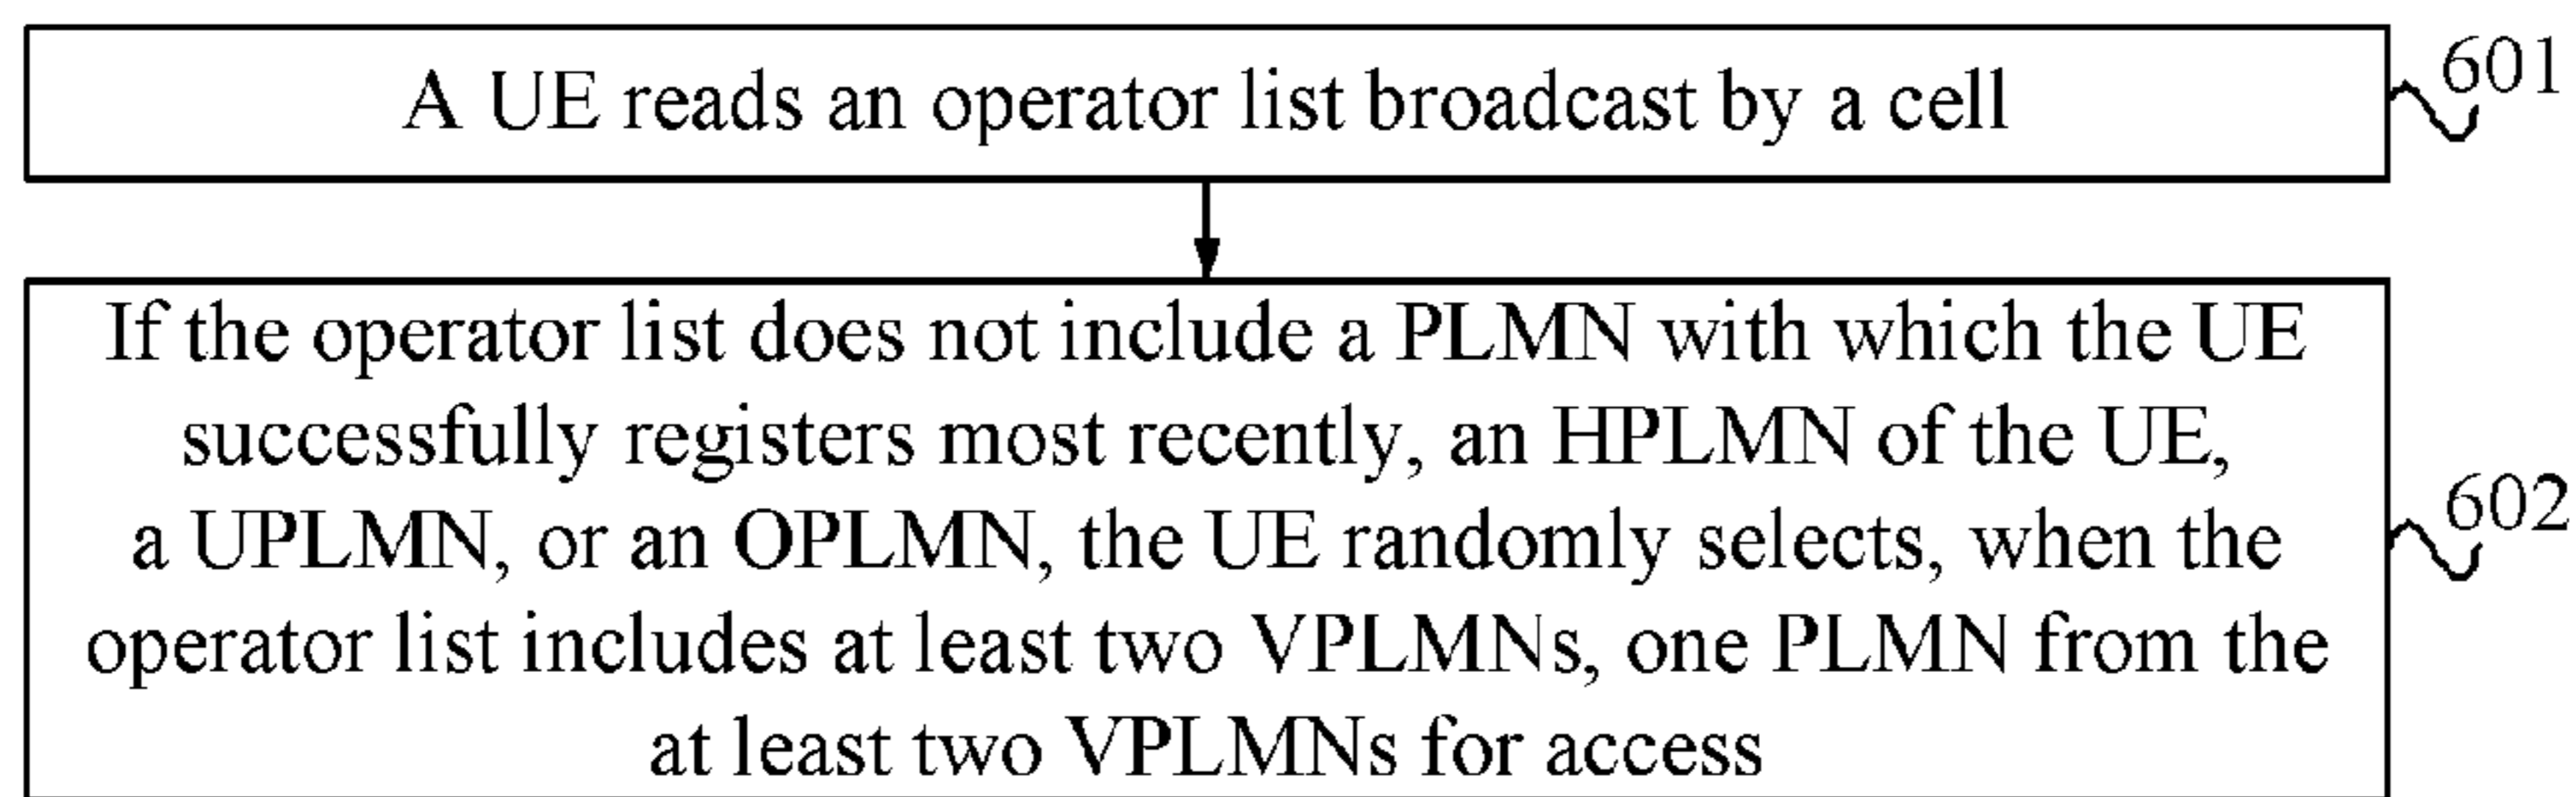 A UE reads an operator list broadcast by a cell
601
If the operator list does not include a PLMN with which the UE
successfully registers most recently, an HPLMN of the UE,
a UPLMN, or an OPLMN, the UE randomly selects, when the
operator list includes at least two VPLMNs, one PLMN from the
at least two VPLMNs for access
602